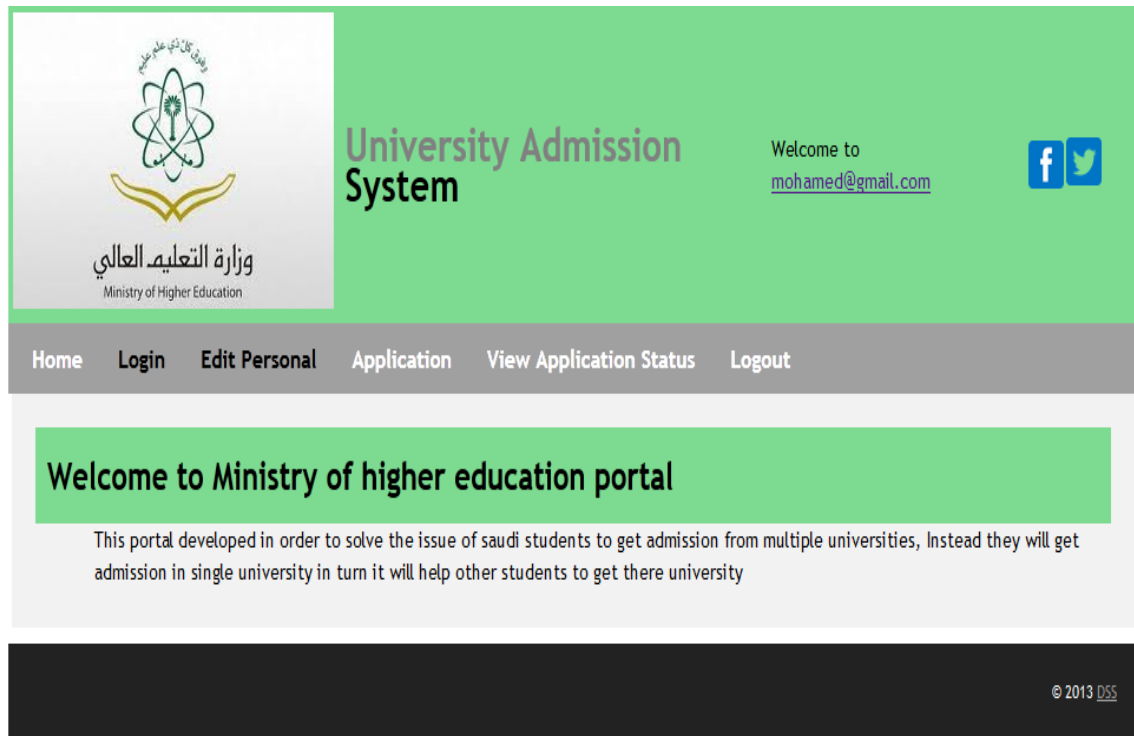 وفوق كل ذي علم عليم
وزارة التعليم العالي
Ministry of Higher Education
University Admission
System
Welcome to
mohamed@gmail.com
Home Login Edit Personal Application View Application Status Logout
Welcome to Ministry of higher education portal
This portal developed in order to solve the issue of saudi students to get admission from multiple universities, Instead they will get
admission in single university in turn it will help other students to get there university
© 2013 DSS